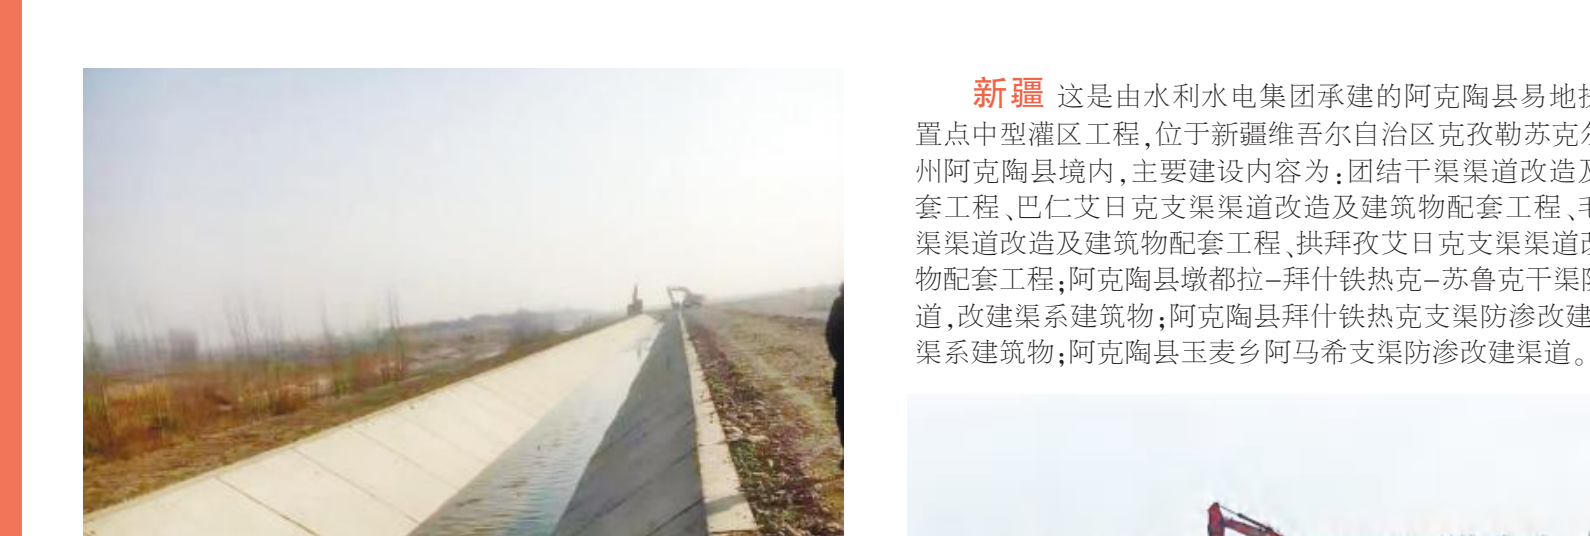 新疆 这是由水利水电集团承建的阿克陶县易地
置点中型灌区工程,位于新疆维吾尔自治区克孜勒苏克
州阿克陶县境内,主要建设内容为:团结干渠渠道改造
套工程、巴仁艾日克支渠渠道改造及建筑物配套工程、
渠渠道改造及建筑物配套工程、拱拜孜艾日克支渠渠道
物配套工程;阿克陶县墩都拉-拜什铁热克-苏鲁克干渠
道,改建渠系建筑物;阿克陶县拜什铁热克支渠防渗改建
渠系建筑物;阿克陶县玉麦乡阿马希支渠防渗改建渠道。